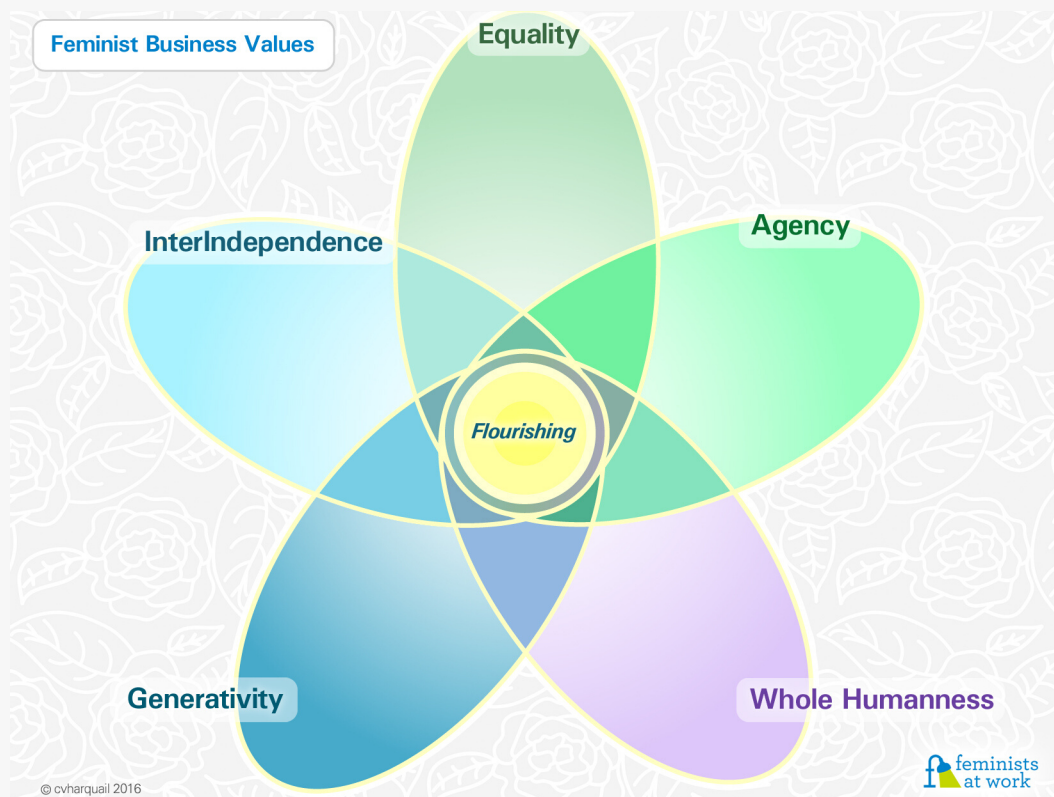 Feminist Business Values
Equality
Agency
InterIndependence
Flourishing
Generativity
Whole Humanness
feminists
at work
© cvharquail 2016